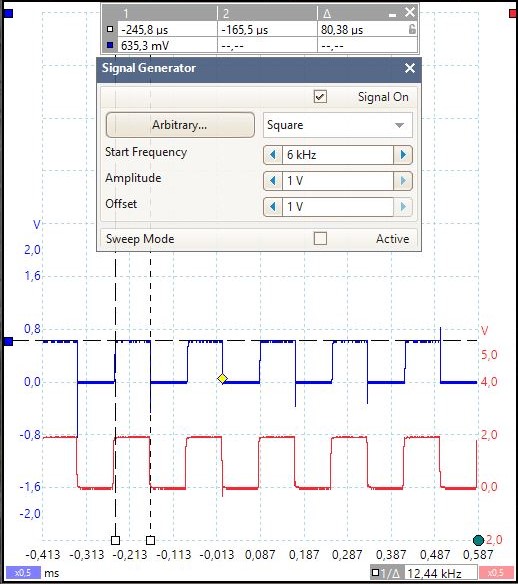 1 2 Δ
-245,8 µs -165,5 µs 80,38 µs
635,3 mV --,-- --,--
Signal Generator
Signal On
Arbitrary... Square
Start Frequency 6 kHz
Amplitude 1 V
Offset 1 V
Sweep Mode Active
V
2,0
1,6
0,8
0,0
-0,8
-1,6
-2,0
V
5,0
4,0
2,0
0,0
-2,0
-0,413 -0,313 -0,213 -0,113 -0,013 0,087 0,187 0,287 0,387 0,487 0,587
x0,5 ms 1/Δ 12,44 kHz x0,5